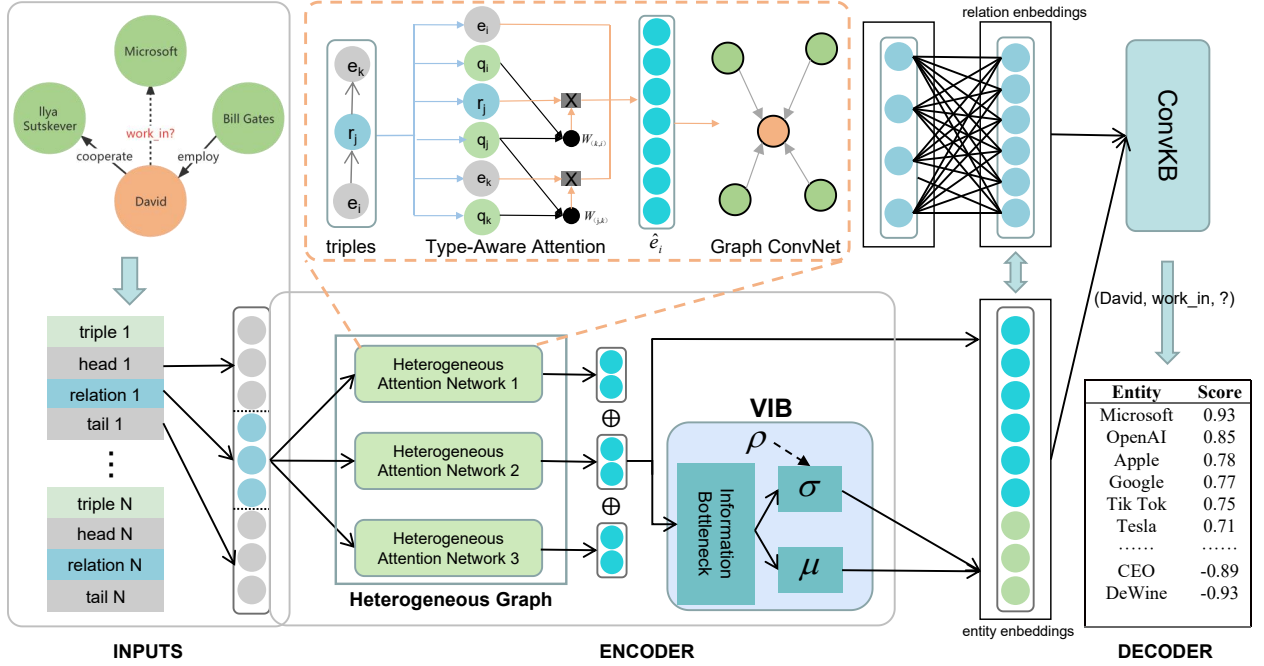 Microsoft
Ilya
Sutskever
Bill Gates
work_in?
cooperate
employ
David
e_k
r_j
e_i
triples
e_i
q_i
r_j
q_j
e_k
q_k
X
X
W_(k,i)
W_(j,k)
Type-Aware Attention
ê_i
Graph ConvNet
relation enbeddings
ConvKB
(David, work_in, ?)
triple 1
head 1
relation 1
tail 1
⋮
triple N
head N
relation N
tail N
INPUTS
Heterogeneous
Attention Network 1
Heterogeneous
Attention Network 2
Heterogeneous
Attention Network 3
Heterogeneous Graph
⊕
⊕
VIB
ρ
Information
Bottleneck
σ
μ
ENCODER
entity enbeddings
Entity Score
Microsoft 0.93
OpenAI 0.85
Apple 0.78
Google 0.77
Tik Tok 0.75
Tesla 0.71
...... ......
CEO -0.89
DeWine -0.93
DECODER